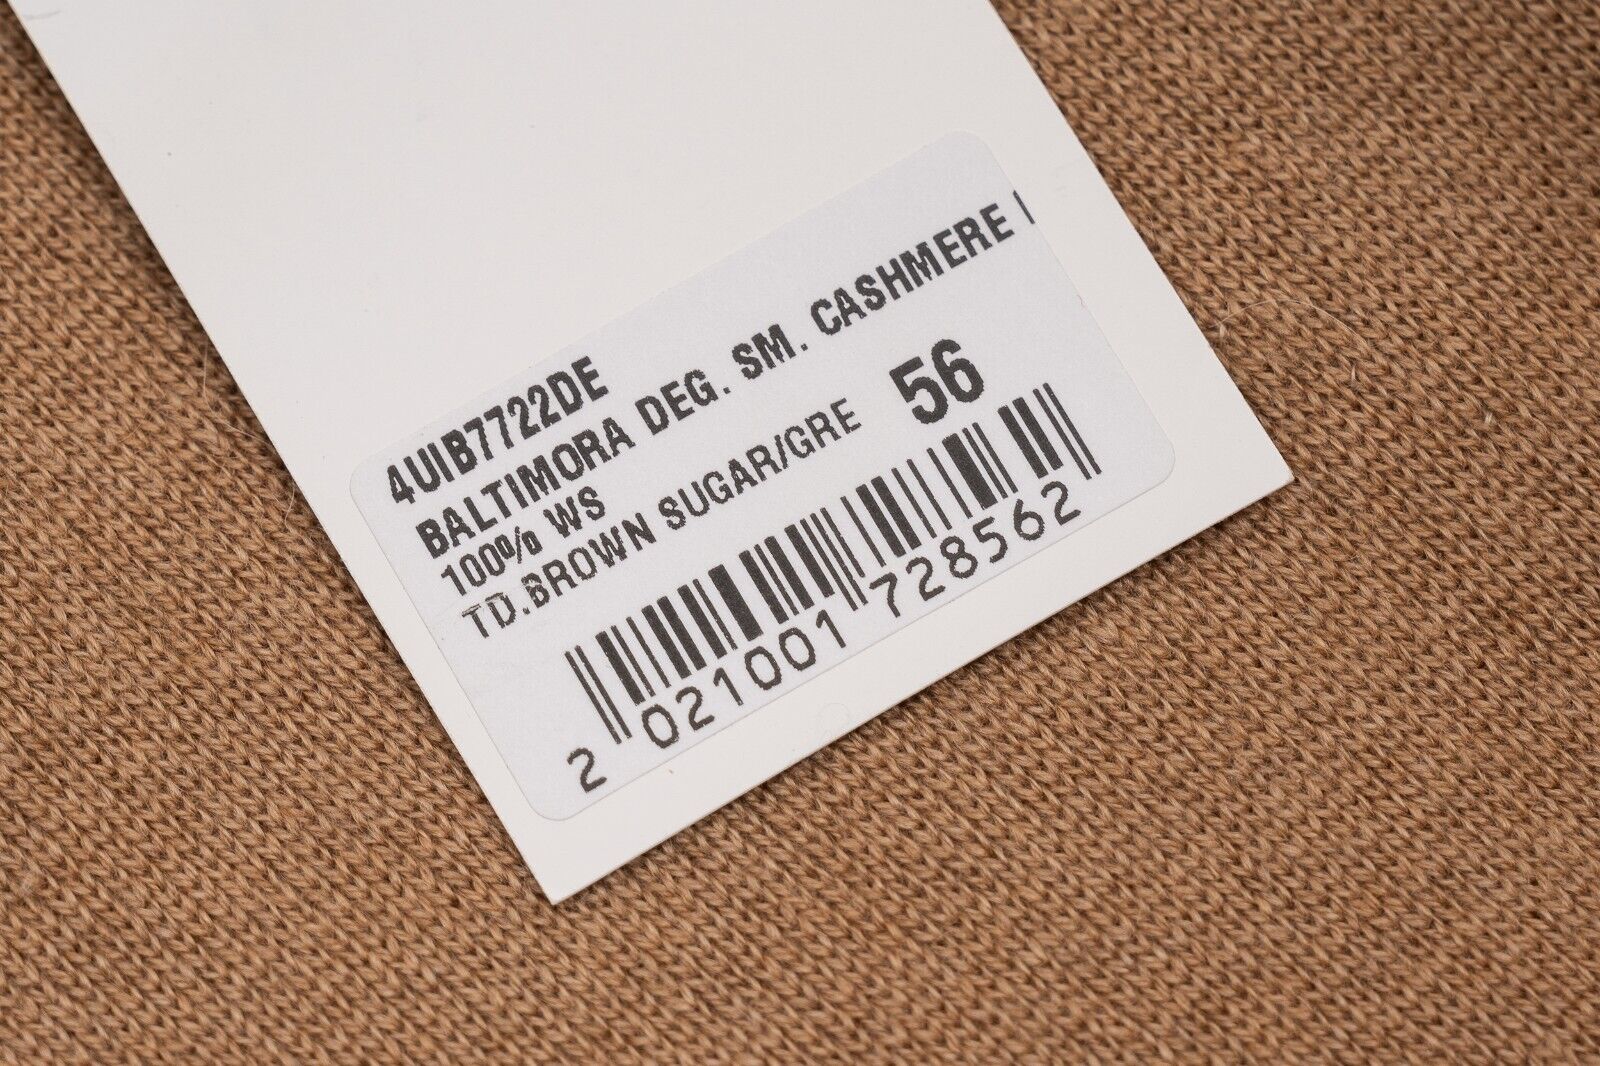 4UIB7722DE
BALTIMORA DEG. SM. CASHMERE
100% WS
TD.BROWN SUGAR/GRE 56
2 021001 728562